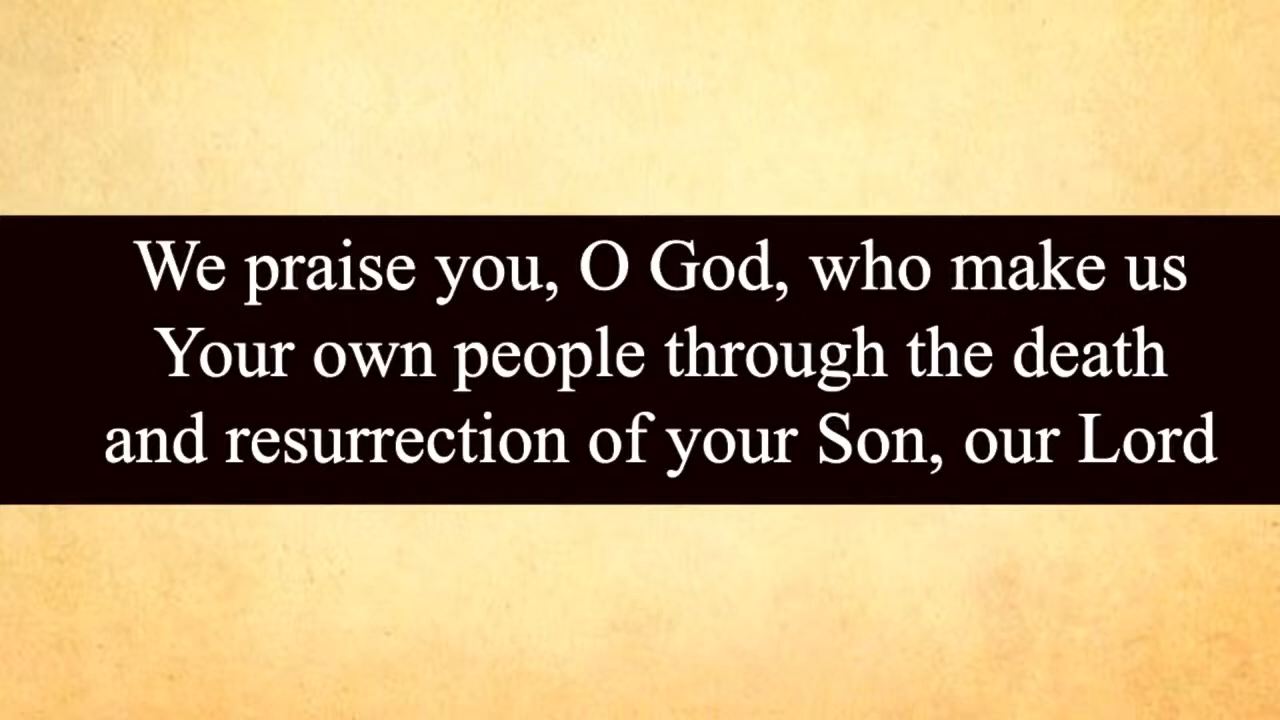 We praise you, O God, who make us
Your own people through the death
and resurrection of your Son, our Lord